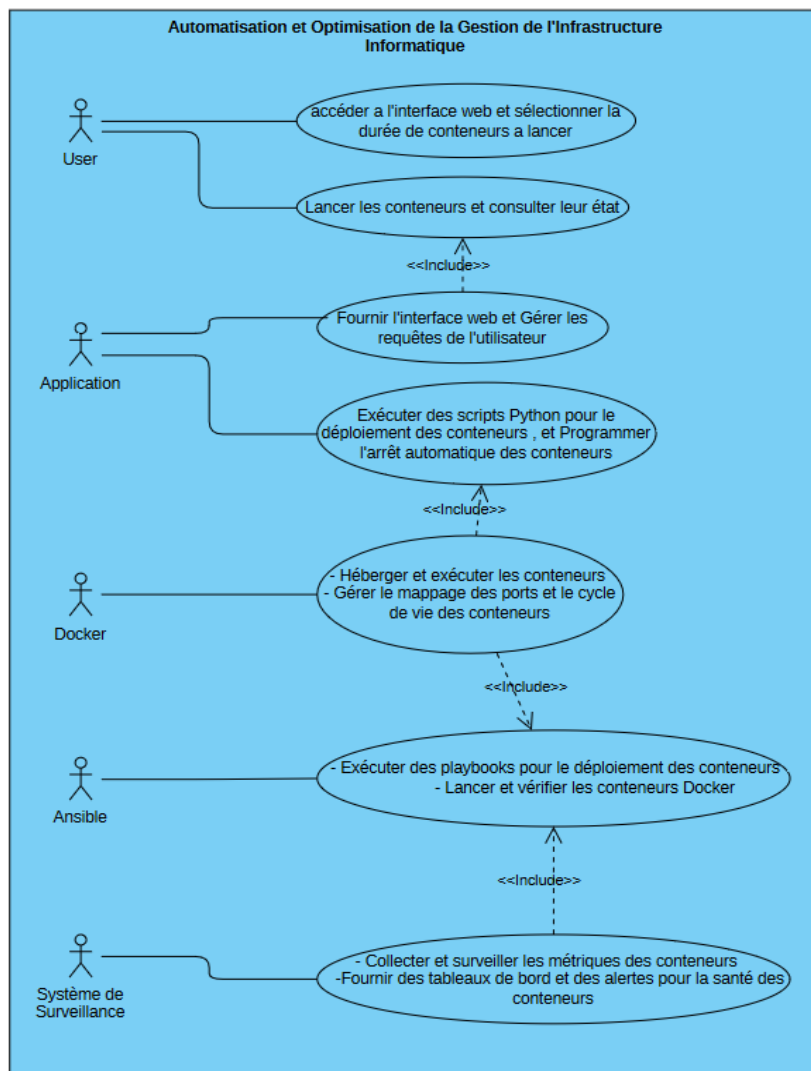 Automatisation et Optimisation de la Gestion de l'Infrastructure
Informatique
accéder a l'interface web et sélectionner la
durée de conteneurs a lancer
User
Lancer les conteneurs et consulter leur état
<<Include>>
Fournir l'interface web et Gérer les
requêtes de l'utilisateur
Application
Exécuter des scripts Python pour le
déploiement des conteneurs , et Programmer
l'arrêt automatique des conteneurs
<<Include>>
- Héberger et exécuter les conteneurs
- Gérer le mappage des ports et le cycle
de vie des conteneurs
Docker
<<Include>>
- Exécuter des playbooks pour le déploiement des conteneurs
- Lancer et vérifier les conteneurs Docker
Ansible
<<Include>>
- Collecter et surveiller les métriques des conteneurs
-Fournir des tableaux de bord et des alertes pour la santé des
conteneurs
Système de
Surveillance